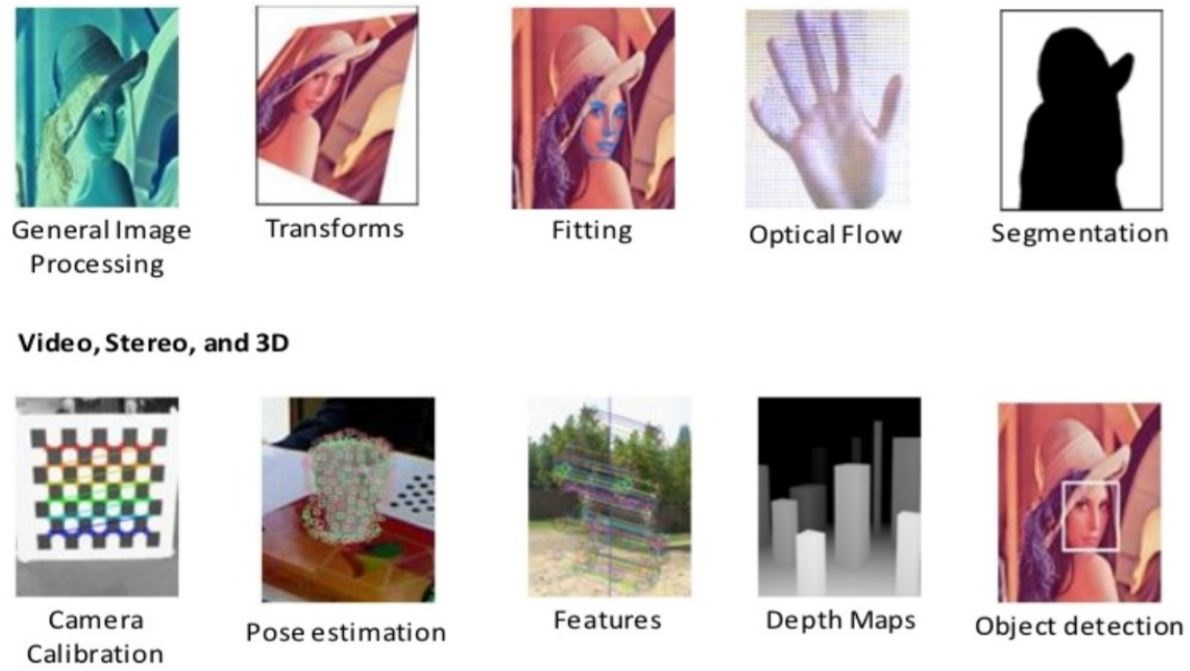 General Image
Processing
Transforms
Fitting
Optical Flow
Segmentation
Video, Stereo, and 3D
Camera
Calibration
Pose estimation
Features
Depth Maps
Object detection